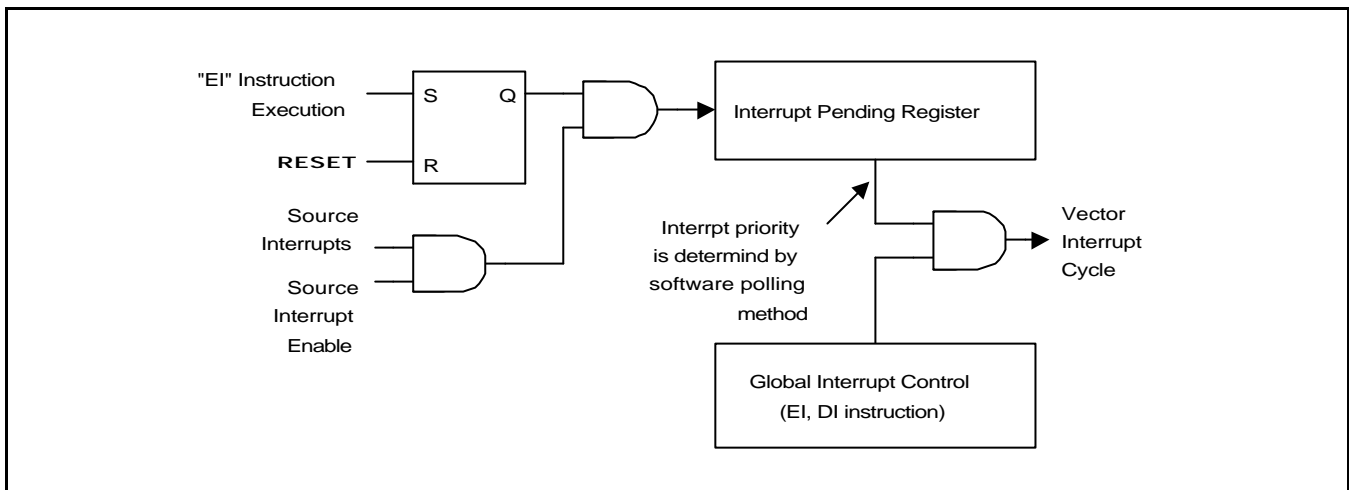 "EI" Instruction
Execution
S
Q
RESET
R
Source
Interrupts
Source
Interrupt
Enable
Interrupt Pending Register
Interrpt priority
is determind by
software polling
method
Vector
Interrupt
Cycle
Global Interrupt Control
(EI, DI instruction)